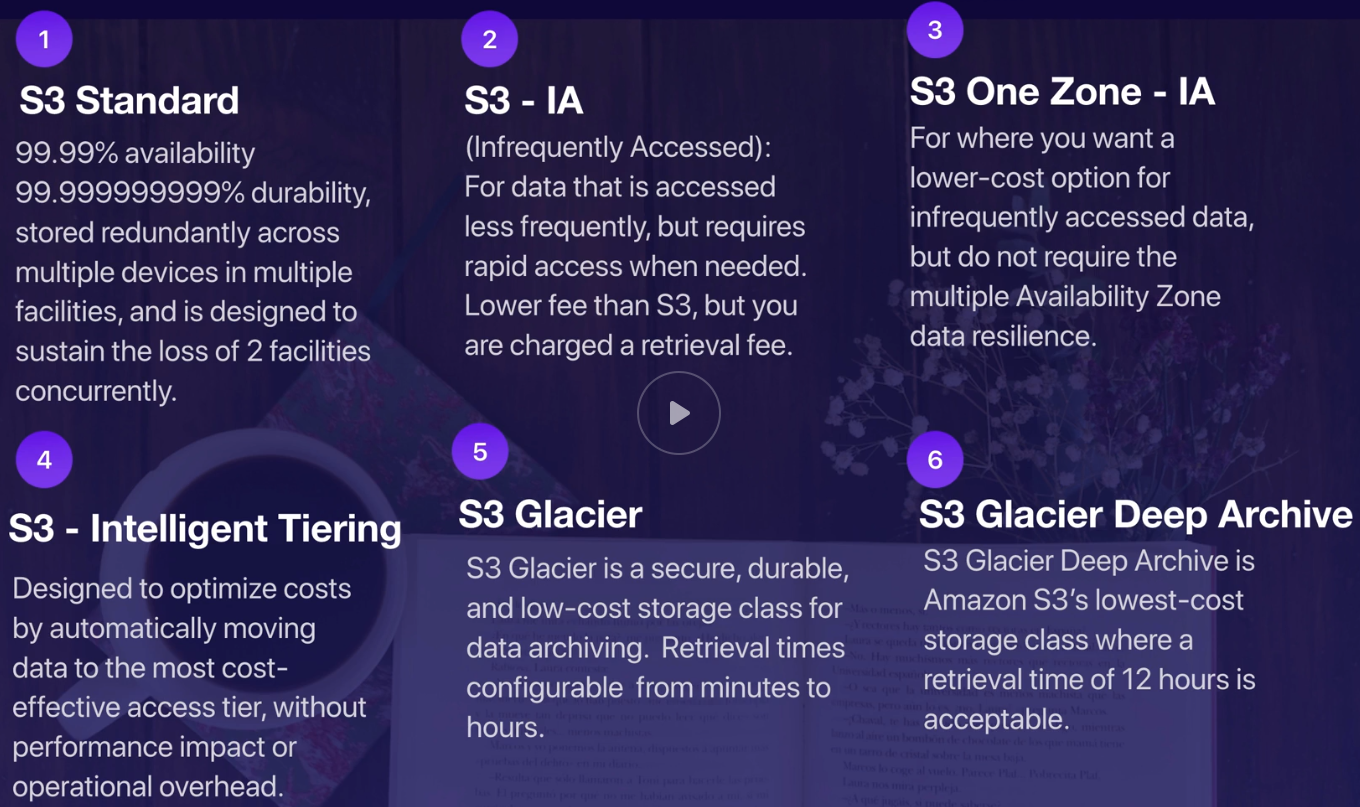 1
S3 Standard
99.99% availability
99.999999999% durability,
stored redundantly across
multiple devices in multiple
facilities, and is designed to
sustain the loss of 2 facilities
concurrently.
2
S3 - IA
(Infrequently Accessed):
For data that is accessed
less frequently, but requires
rapid access when needed.
Lower fee than S3, but you
are charged a retrieval fee.
3
S3 One Zone - IA
For where you want a
lower-cost option for
infrequently accessed data,
but do not require the
multiple Availability Zone
data resilience.
4
S3 - Intelligent Tiering
Designed to optimize costs
by automatically moving
data to the most cost-
effective access tier, without
performance impact or
operational overhead.
5
S3 Glacier
S3 Glacier is a secure, durable,
and low-cost storage class for
data archiving.  Retrieval times
configurable  from minutes to
hours.
6
S3 Glacier Deep Archive
S3 Glacier Deep Archive is
Amazon S3’s lowest-cost
storage class where a
retrieval time of 12 hours is
acceptable.